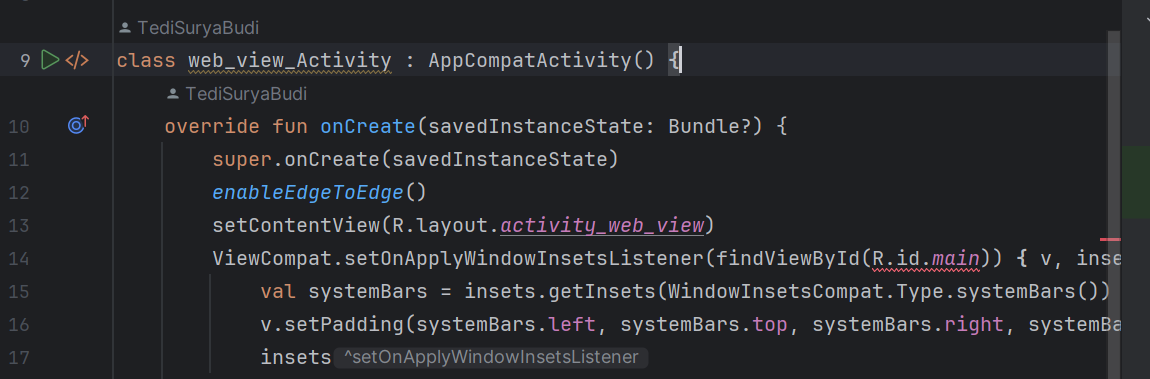 TediSuryaBudi
9 class web_view_Activity : AppCompatActivity() {
TediSuryaBudi
10 override fun onCreate(savedInstanceState: Bundle?) {
11 super.onCreate(savedInstanceState)
12 enableEdgeToEdge()
13 setContentView(R.layout.activity_web_view)
14 ViewCompat.setOnApplyWindowInsetsListener(findViewById(R.id.main)) { v, inse
15 val systemBars = insets.getInsets(WindowInsetsCompat.Type.systemBars())
16 v.setPadding(systemBars.left, systemBars.top, systemBars.right, systemBa
17 insets ^setOnApplyWindowInsetsListener